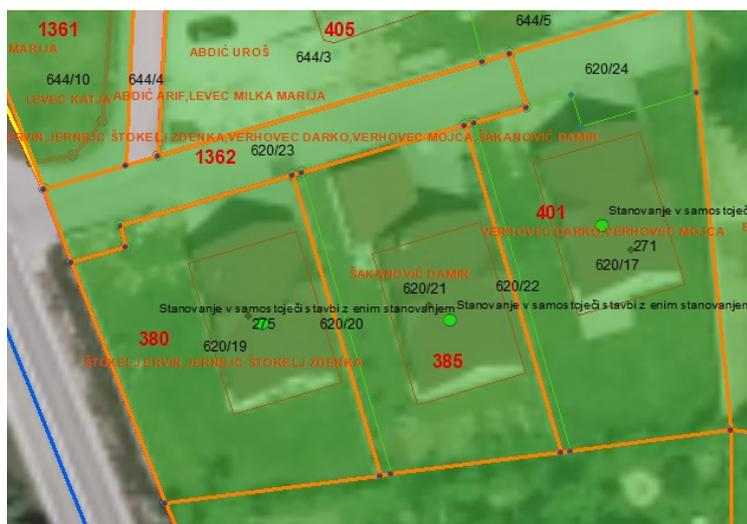 1361
405
644/5
MARIJA
ABDIĆ UROŠ
644/3
644/10
644/4
620/24
LEVEC KATJA
ABDIĆ ARIF,LEVEC MILKA MARIJA
ERVIN,JERNEJC ŠTOKELJ ZDENKA,VERHOVEC DARKO,VERHOVEC MOJCA,ŠAKANOVIĆ DAMIR
1362
620/23
401
Stanovanje v samostoječi
VERHOVEC DARKO,VERHOVEC MOJCA
271
620/17
ŠAKANOVIĆ DAMIR
620/21
620/22
Stanovanje v samostoječi stavbi z enim stanovanjem
Stanovanje v samostoječi stavbi z enim stanovanjem
275
620/20
380
620/19
ŠTOKELJ ERVIN,JERNEJC ŠTOKELJ ZDENKA
385